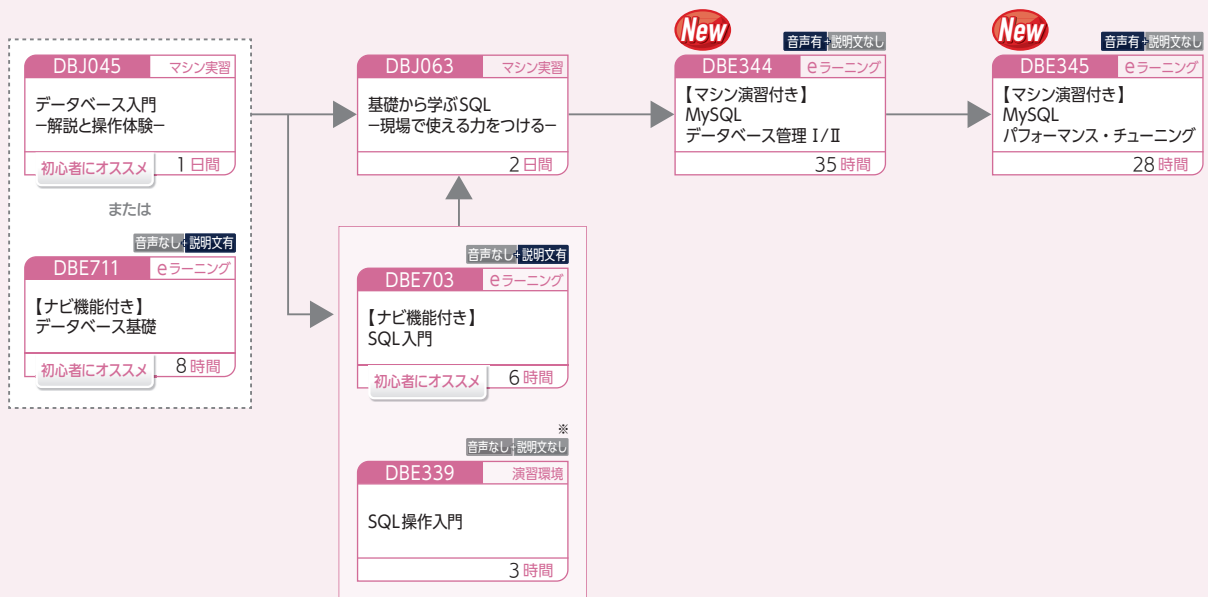 DBJ045 マシン実習
データベース入門
−解説と操作体験−
初心者にオススメ 1日間
または
音声なし+説明文有
DBE711 eラーニング
【ナビ機能付き】
データベース基礎
初心者にオススメ 8時間
DBJ063 マシン実習
基礎から学ぶSQL
−現場で使える力をつける−
2日間
音声なし+説明文有
DBE703 eラーニング
【ナビ機能付き】
SQL入門
初心者にオススメ 6時間
※
音声なし+説明文なし
DBE339 演習環境
SQL操作入門
3時間
New
音声有+説明文なし
DBE344 eラーニング
【マシン演習付き】
MySQL
データベース管理 Ⅰ/Ⅱ
35時間
New
音声有+説明文なし
DBE345 eラーニング
【マシン演習付き】
MySQL
パフォーマンス・チューニング
28時間